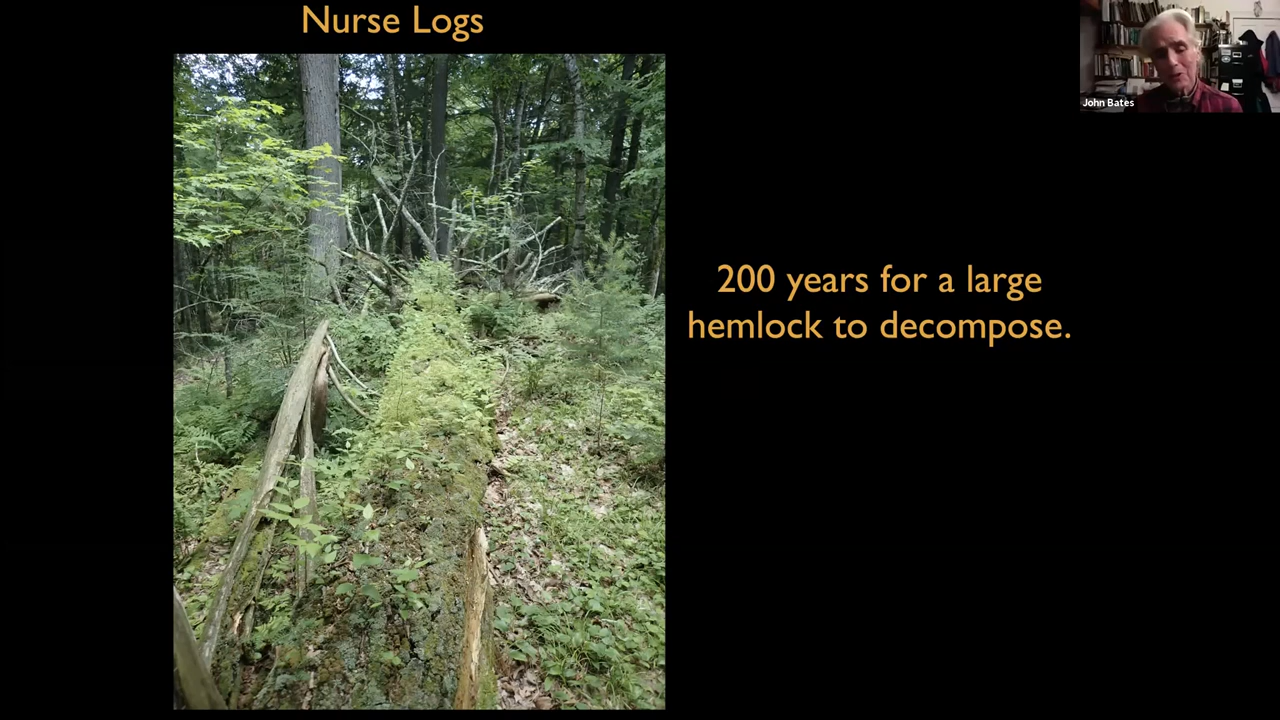 Nurse Logs
John Bates
200 years for a large
hemlock to decompose.